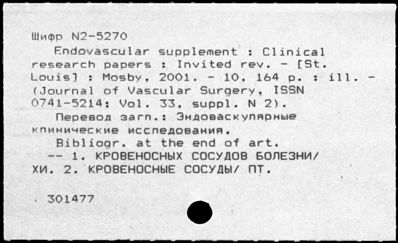 Шифр N2-5270
Endovascular supplement : Clinical
research papers : Invited rev. - [St.
Louis] : Mosby, 2001. - 10, 164 p. : ill. -
(Journal of Vascular Surgery, ISSN
0741-5214; Vol. 33, suppl. N 2).
Перевод загл.: Эндоваскулярные
клинические исследования.
Bibliogr. at the end of art.
-- 1. КРОВЕНОСНЫХ СОСУДОВ БОЛЕЗНИ/
ХИ. 2. КРОВЕНОСНЫЕ СОСУДЫ/ ПТ.
301477